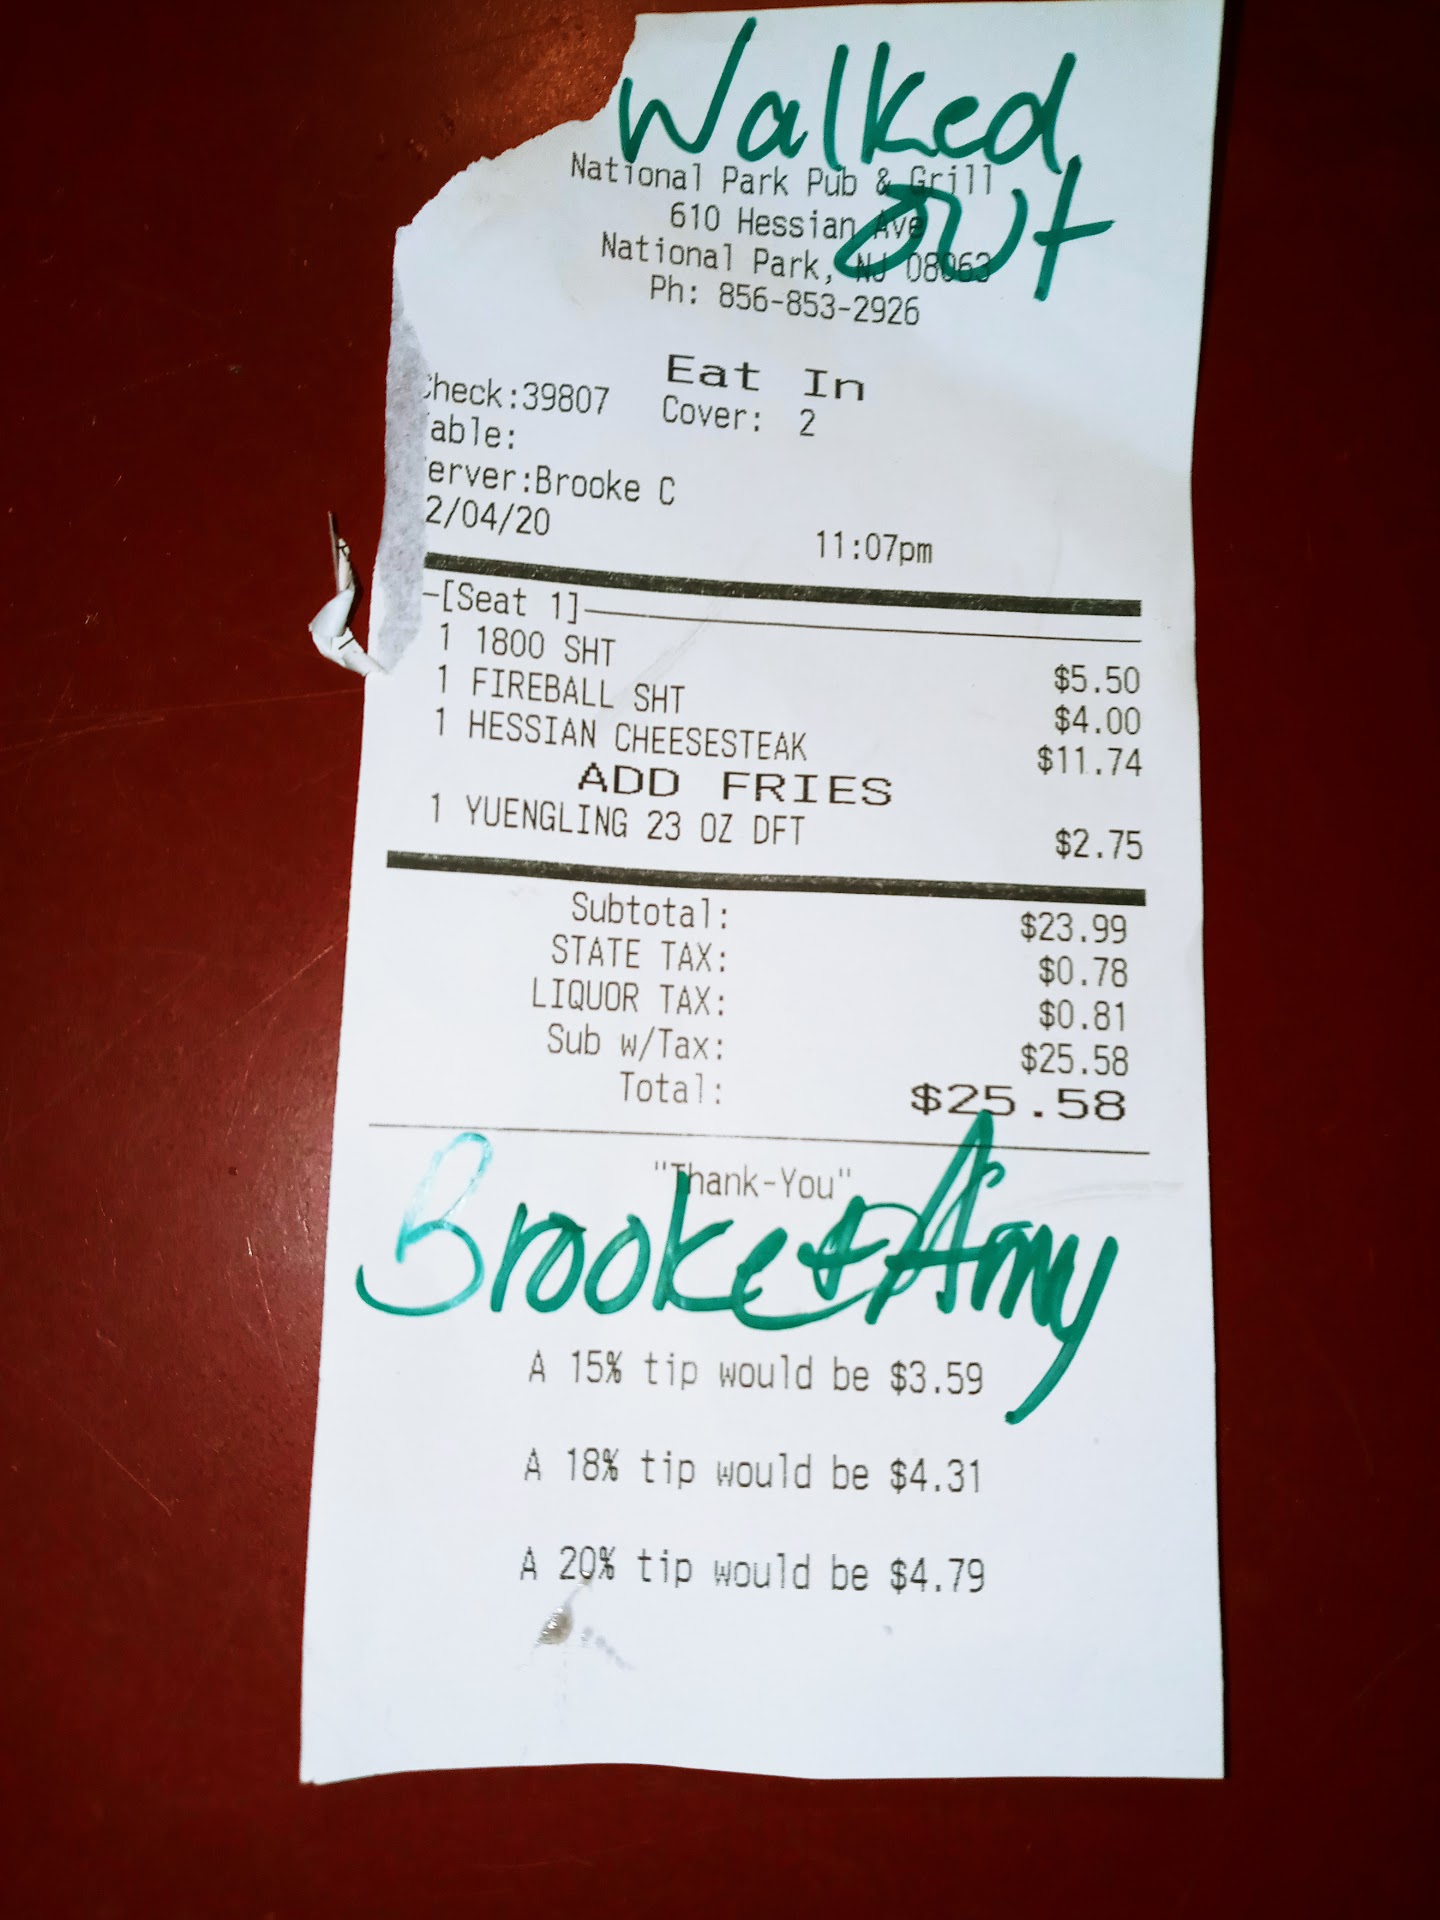 Walked
out
National Park Pub & Grill
610 Hessian Ave
National Park, NJ 08063
Ph: 856-853-2926
Eat In
Check:39807 Cover: 2
able:
erver:Brooke C
2/04/20 11:07pm
[Seat 1]
1 1800 SHT $5.50
1 FIREBALL SHT $4.00
1 HESSIAN CHEESESTEAK $11.74
ADD FRIES
1 YUENGLING 23 OZ DFT $2.75
Subtotal: $23.99
STATE TAX: $0.78
LIQUOR TAX: $0.81
Sub w/Tax: $25.58
Total: $25.58
"Thank-You"
Brooke + Amy
A 15% tip would be $3.59
A 18% tip would be $4.31
A 20% tip would be $4.79